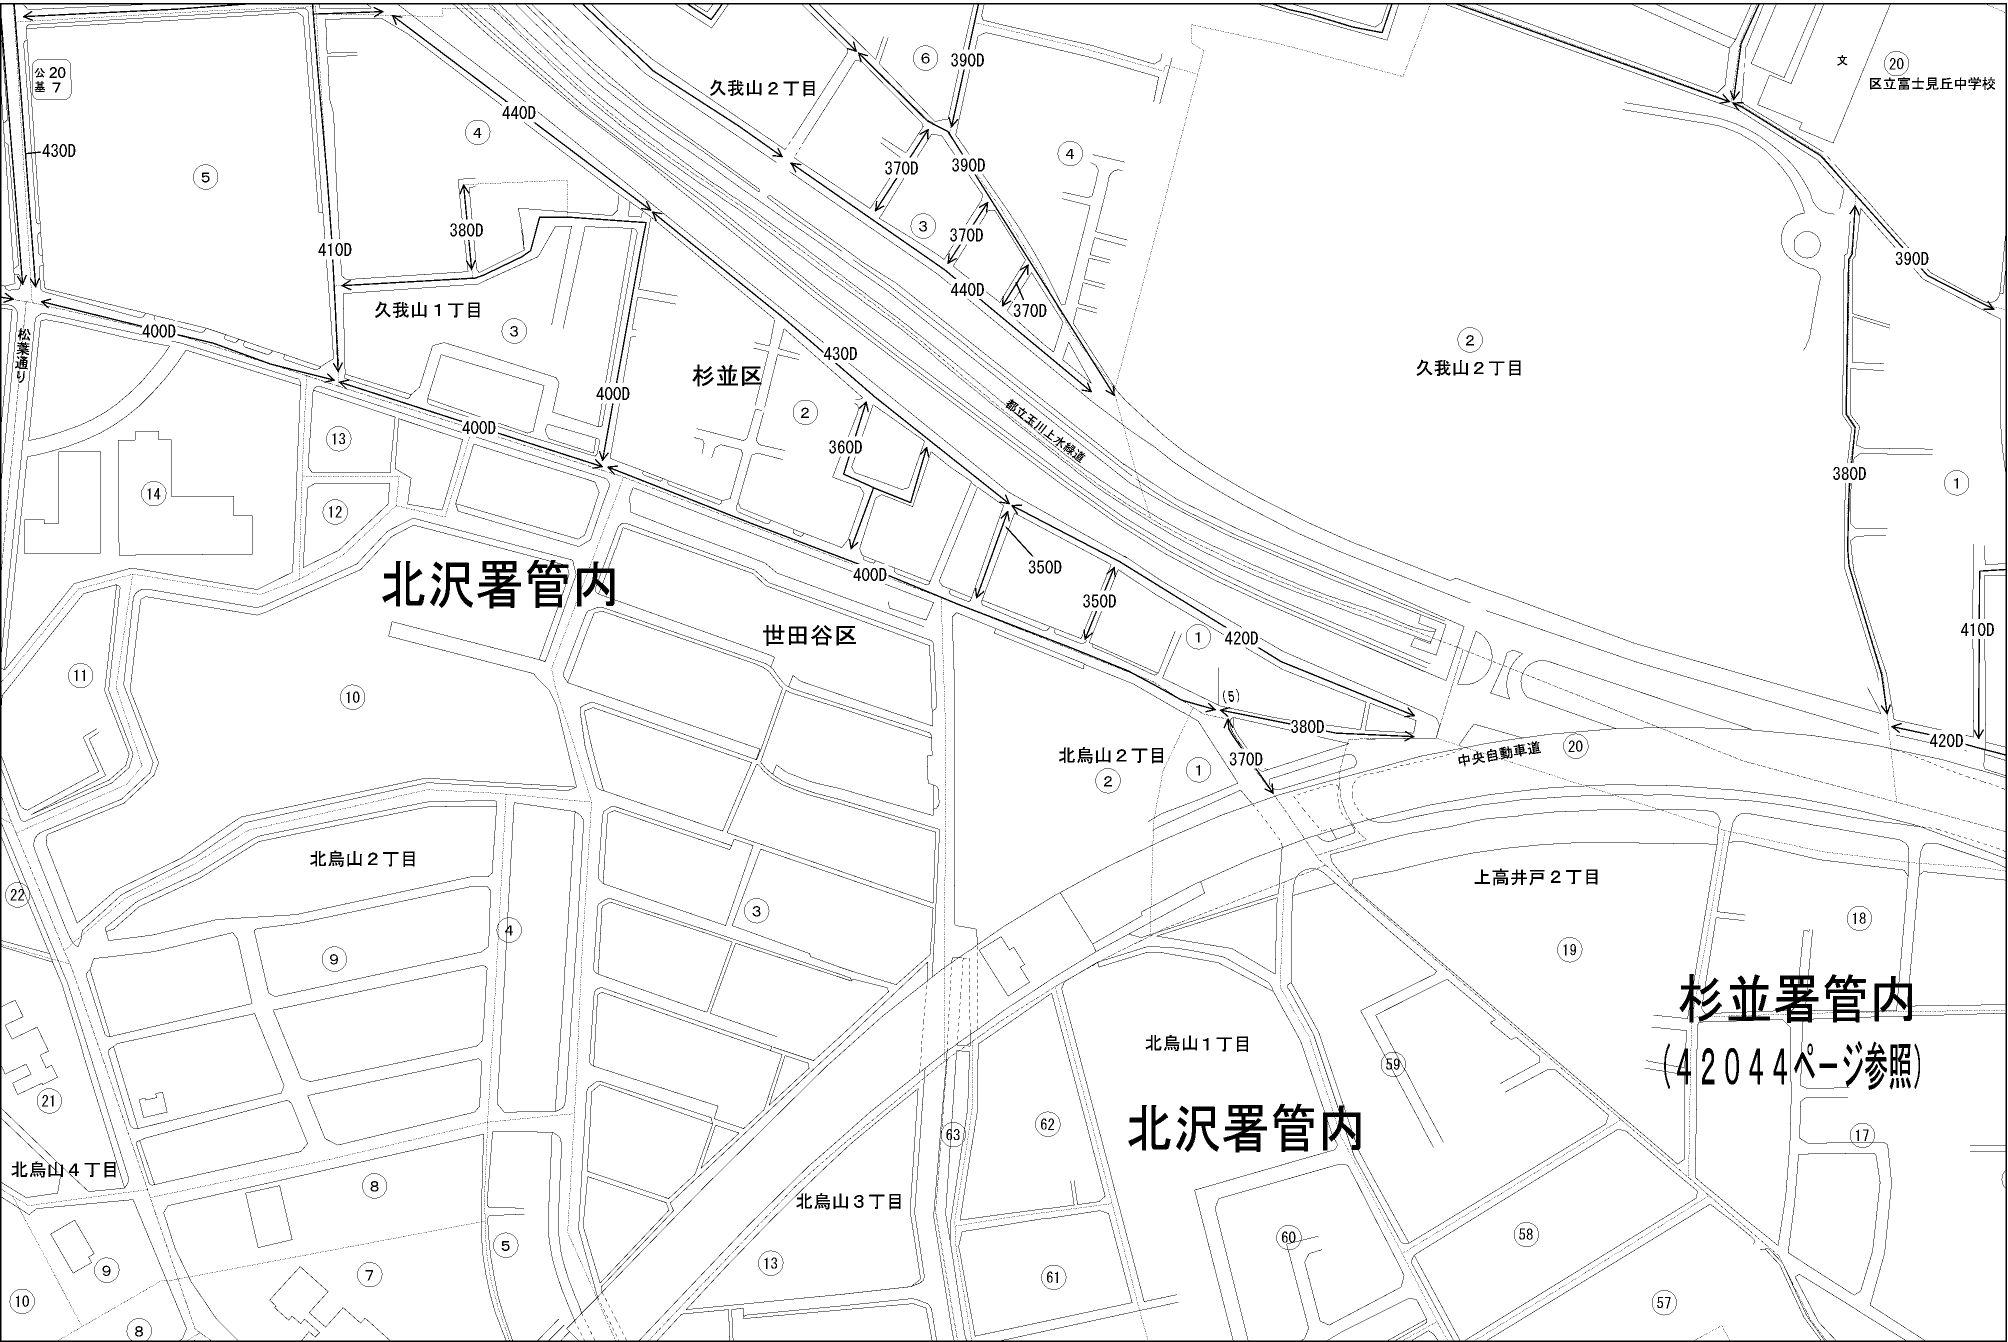 公 20
基 7
430D
5
440D
4
久我山２丁目
6
390D
文
20
区立富士見丘中学校
370D
390D
4
380D
410D
3
370D
390D
440D
370D
久我山１丁目
3
400D
松葉通り
430D
2
久我山２丁目
杉並区
400D
2
都立玉川上水緑道
400D
13
360D
380D
1
14
12
400D
350D
350D
北沢署管内
世田谷区
1
420D
410D
11
10
(5)
380D
370D
420D
北烏山２丁目
2
1
中央自動車道
20
北烏山２丁目
上高井戸２丁目
22
3
4
9
18
19
杉並署管内
(４２０４４ページ参照)
北烏山１丁目
59
21
62
63
北沢署管内
17
北烏山４丁目
8
北烏山３丁目
5
60
58
9
7
13
61
10
8
57